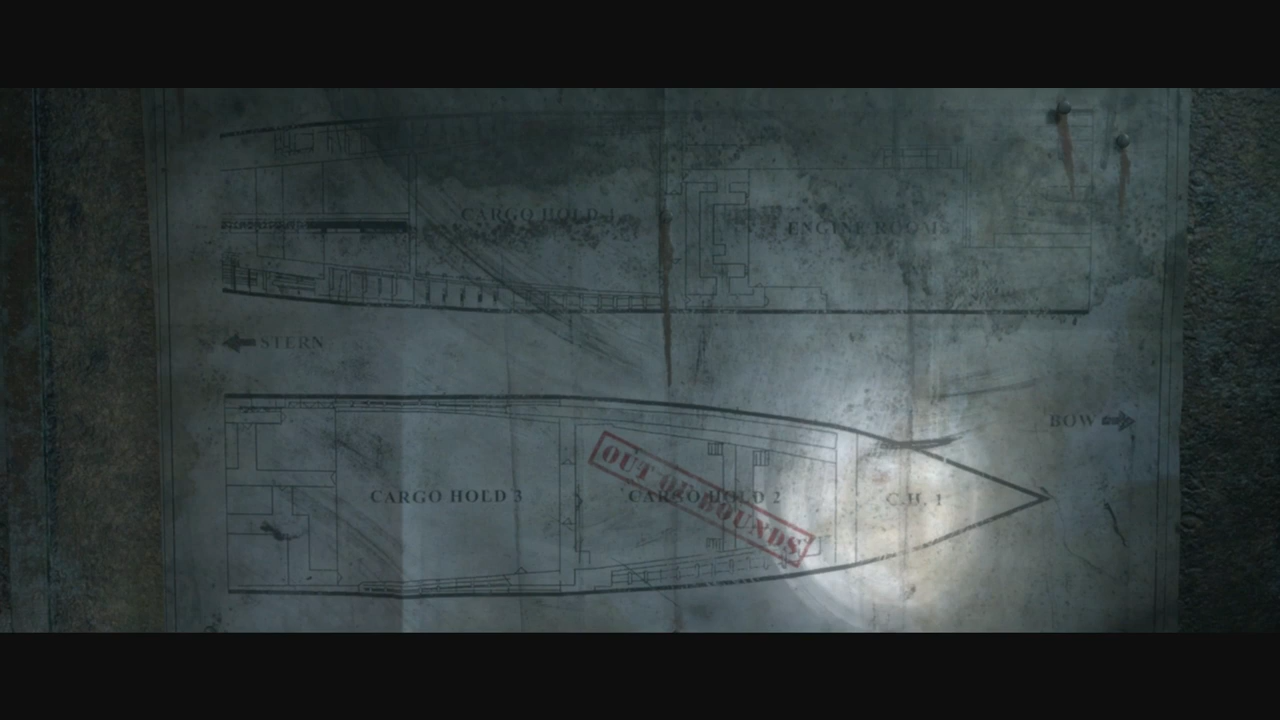 CARGO HOLD 4
ENGINE ROOMS
STERN
BOW
OUT OF BOUNDS
CARGO HOLD 3
CARGO HOLD 2
C.H. 1